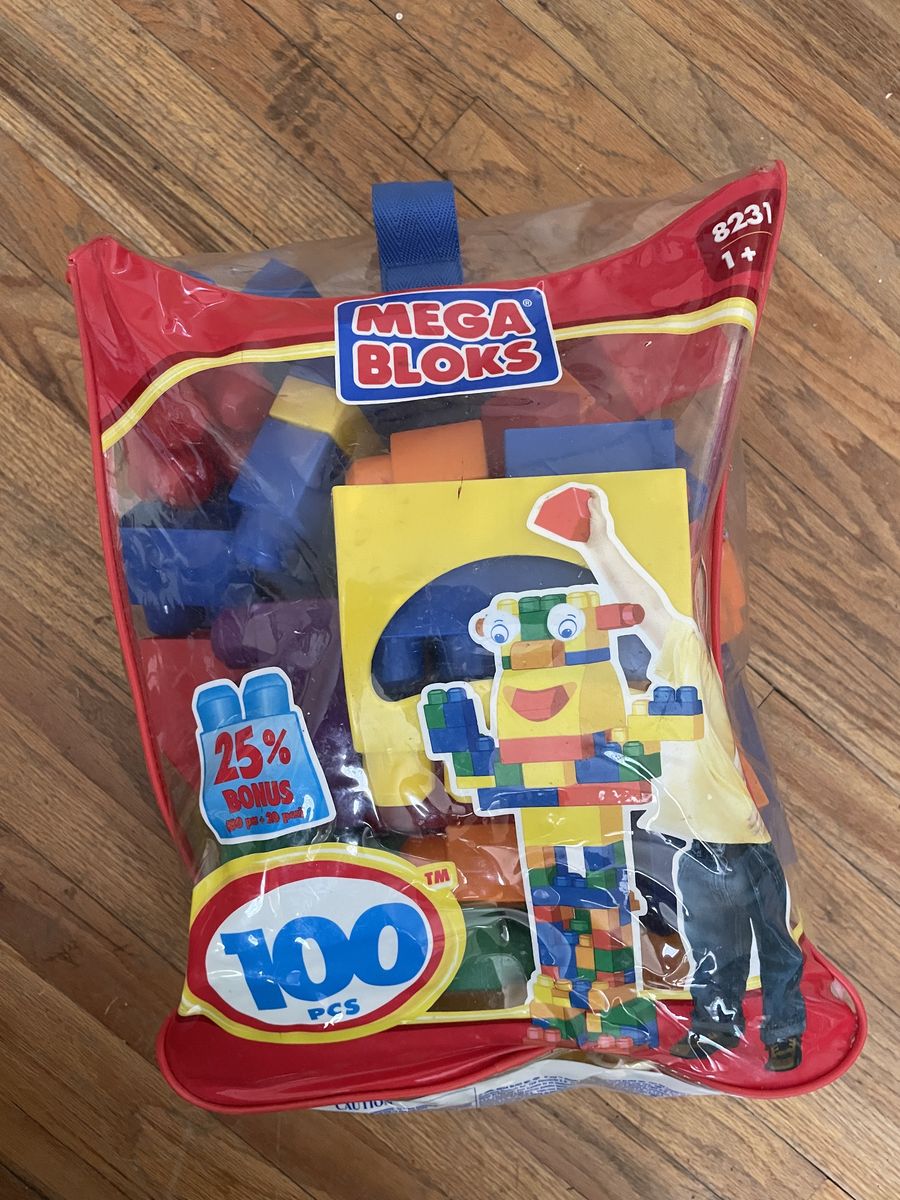 8231
1+
MEGA®
BLOKS
25%
BONUS
100
PCS
TM
CAUTION